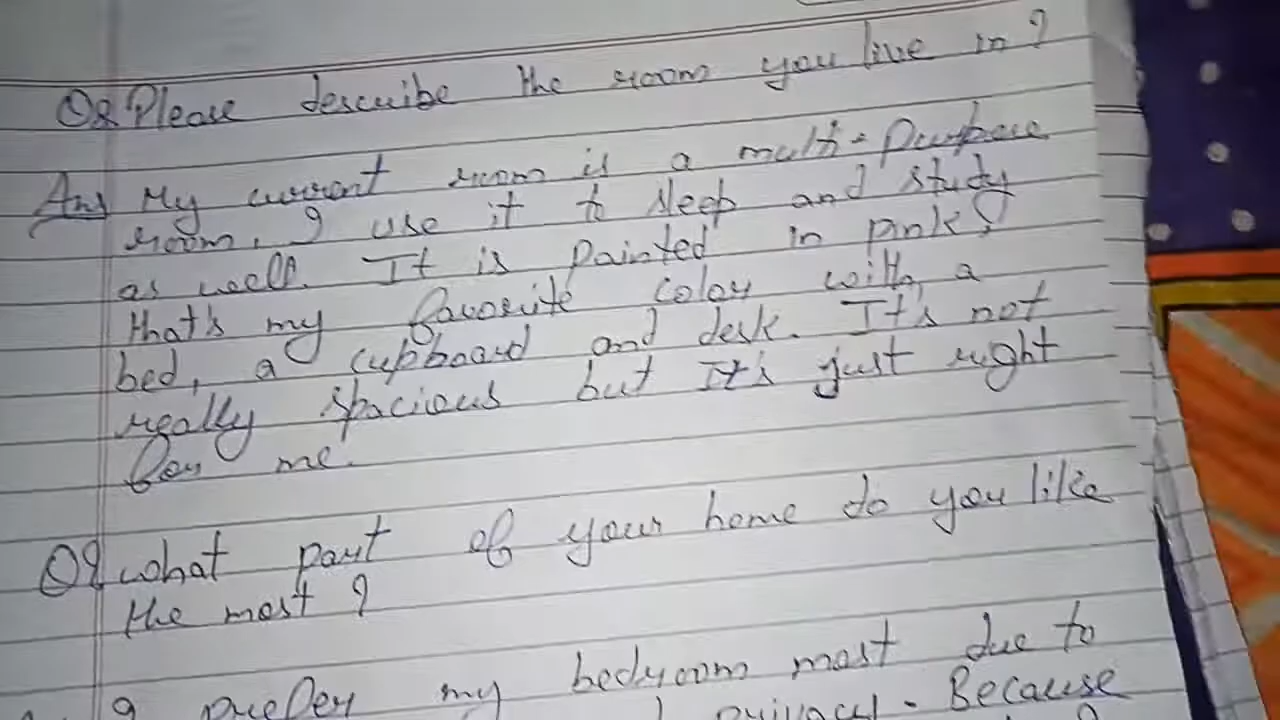 Q8 Please describe the room you live in?
Ans My current room is a multi-purpose
room, I use it to sleep and study
as well. It is painted in pink,
that's my favorite color with a
bed, a cupboard and desk. It's not
really spacious but It's just right
for me.
Q9 what part of your home do you like
the most?
I prefer my bedroom most due to
privacy. Because